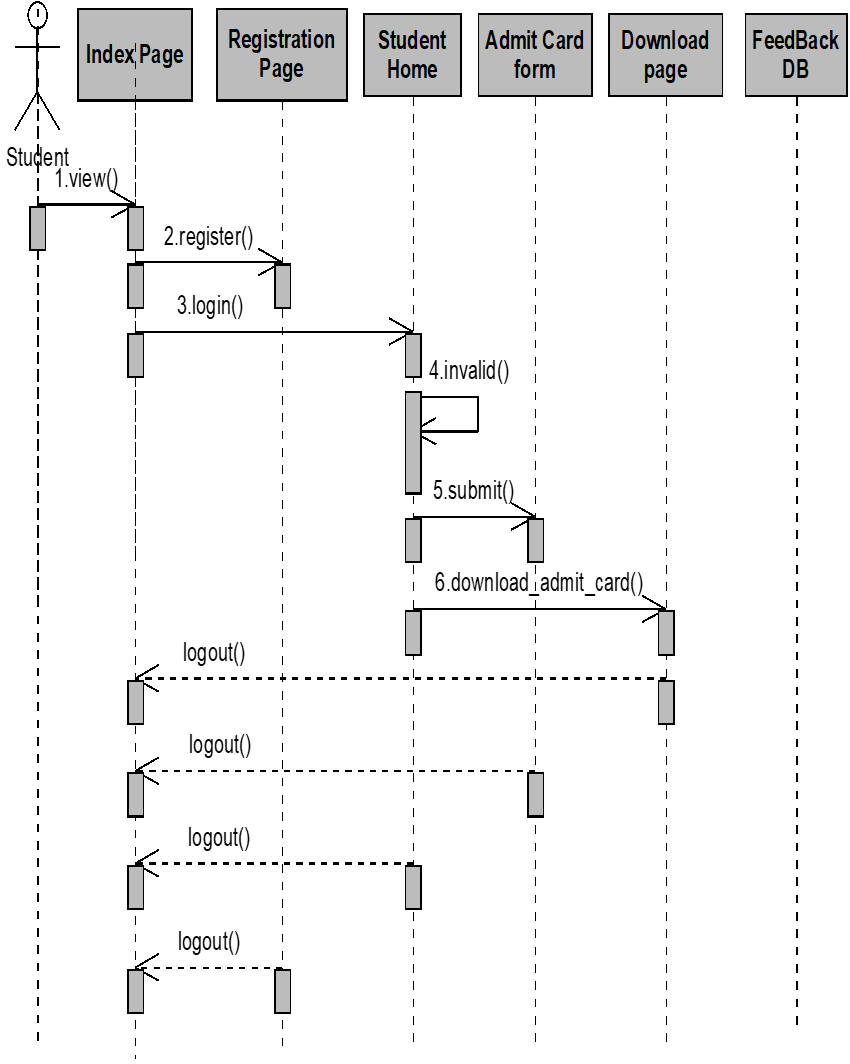 Index Page
Registration
Page
Student
Home
Admit Card
form
Download
page
FeedBack
DB
Student
1.view()
2.register()
3.login()
4.invalid()
5.submit()
6.download_admit_card()
logout()
logout()
logout()
logout()